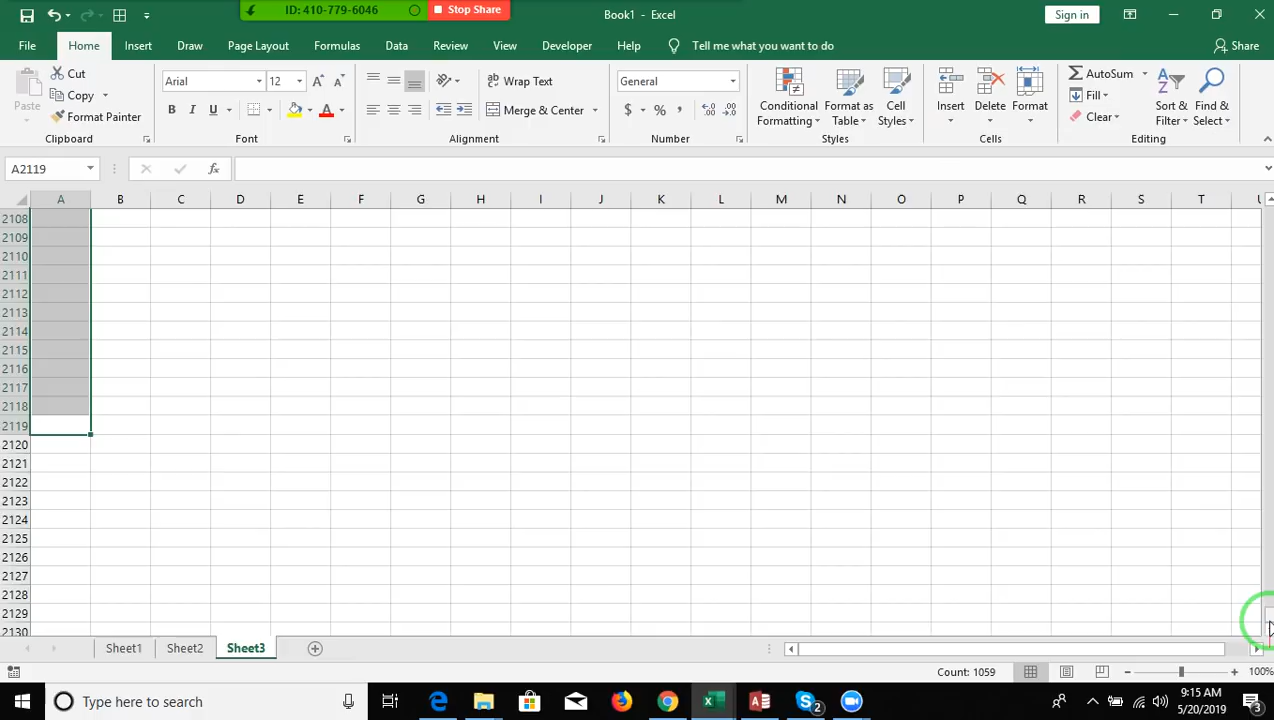 ID: 410-779-6046
Stop Share
Book1 - Excel
Sign in
File
Home
Insert
Draw
Page Layout
Formulas
Data
Review
View
Developer
Help
Tell me what you want to do
Share
Paste
Cut
Copy
Format Painter
Clipboard
Arial
12
B I U
Font
Wrap Text
Merge & Center
Alignment
General
$ % ,
Number
Conditional Formatting
Format as Table
Cell Styles
Styles
Insert
Delete
Format
Cells
AutoSum
Fill
Clear
Sort & Filter
Find & Select
Editing
A2119
fx
A B C D E F G H I J K L M N O P Q R S T U
2108
2109
2110
2111
2112
2113
2114
2115
2116
2117
2118
2119
2120
2121
2122
2123
2124
2125
2126
2127
2128
2129
2130
Sheet1
Sheet2
Sheet3
Count: 1059
100%
Type here to search
2
9:15 AM
5/20/2019
3